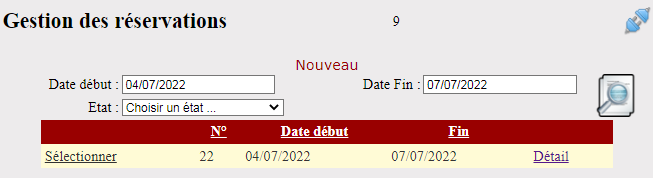 Gestion des réservations 9
Nouveau
Date début : 04/07/2022 Date Fin : 07/07/2022
Etat : Choisir un état ...
N° Date début Fin
Sélectionner 22 04/07/2022 07/07/2022 Détail